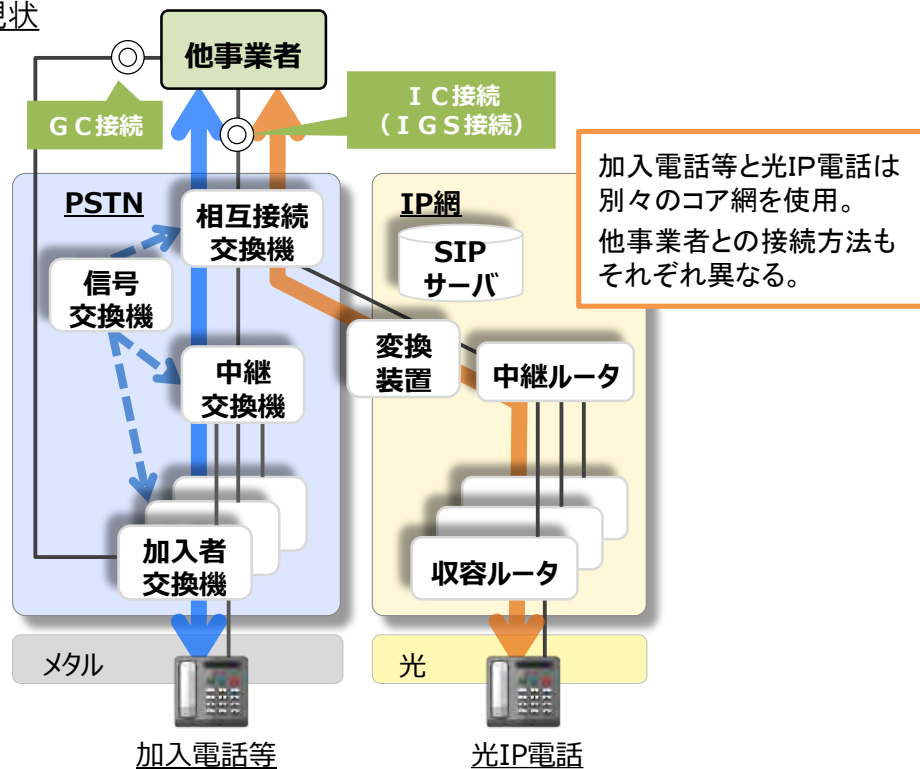 現状
他事業者
GC接続
IC接続
（IGS接続）
加入電話等と光IP電話は
別々のコア網を使用。
他事業者との接続方法も
それぞれ異なる。
PSTN
相互接続
交換機
信号
交換機
中継
交換機
加入者
交換機
IP網
SIP
サーバ
変換
装置
中継ルータ
収容ルータ
メタル
光
加入電話等
光IP電話